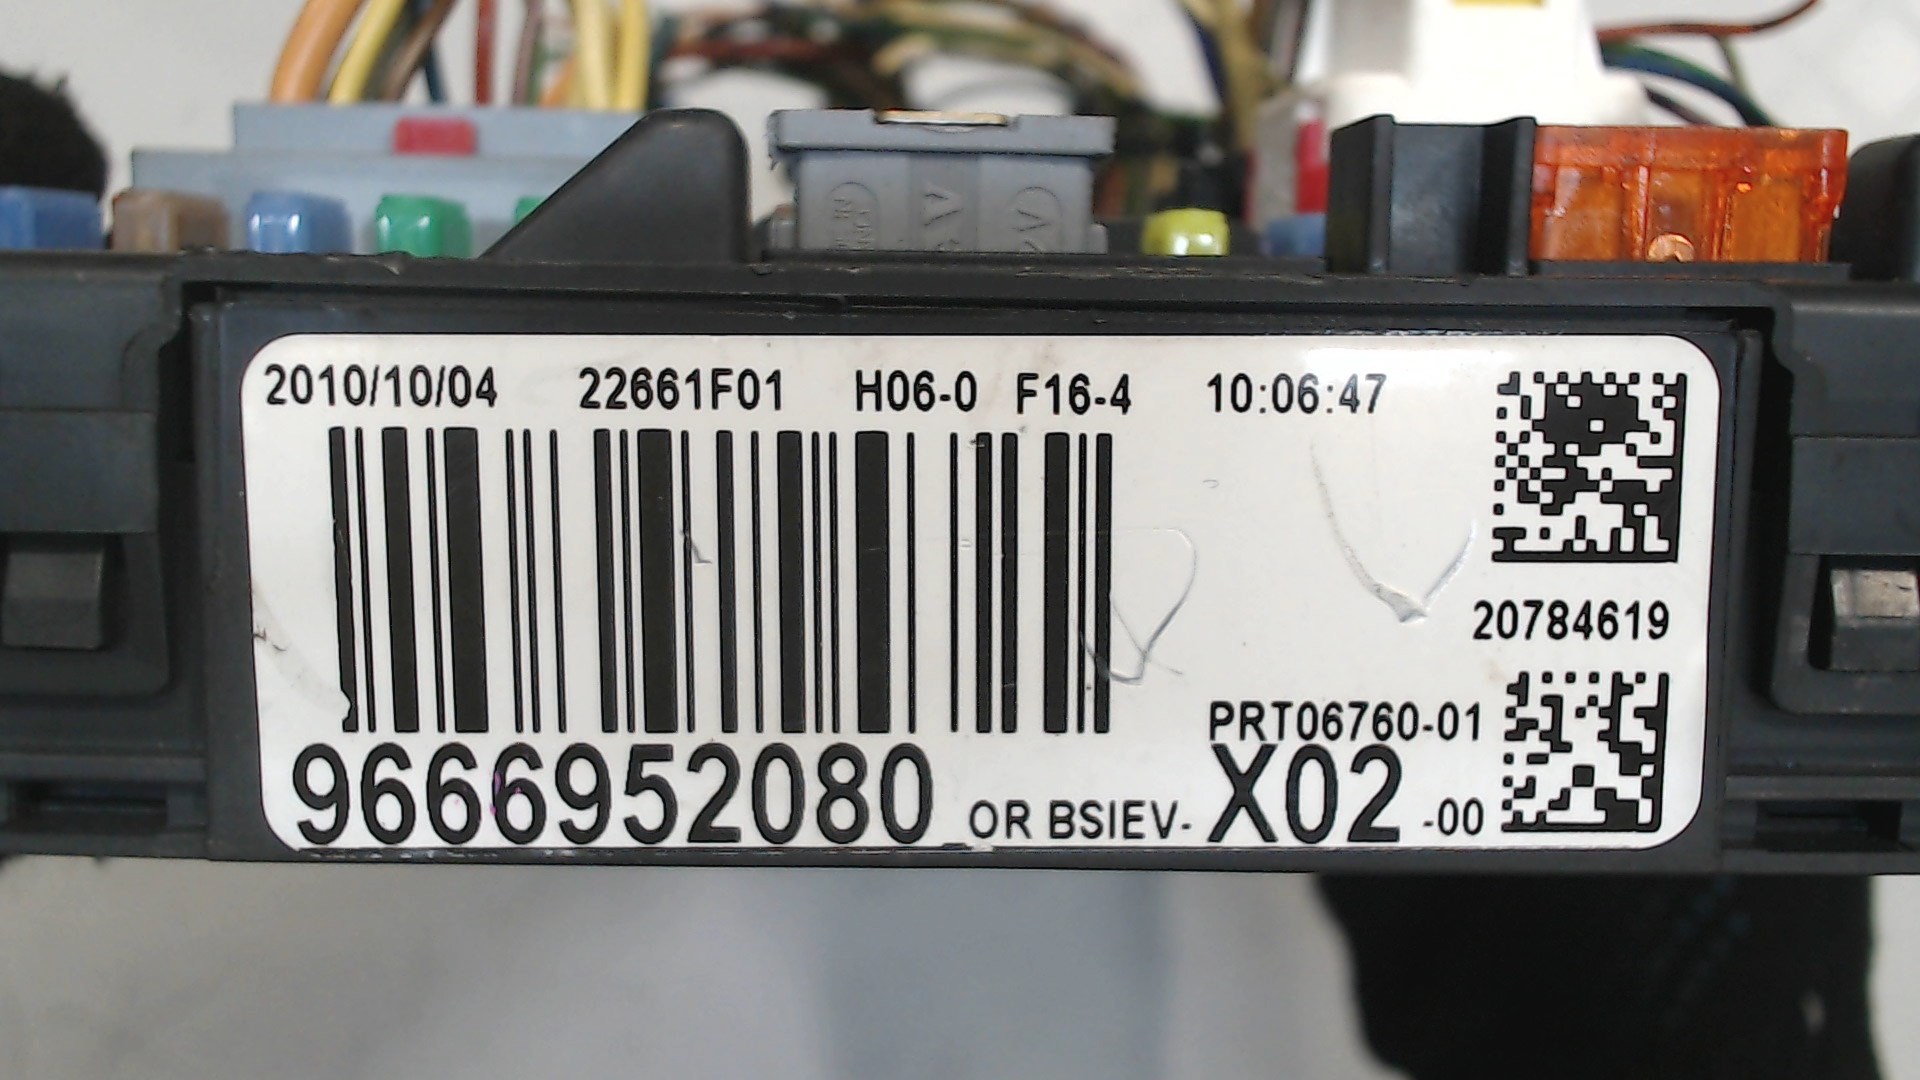 2010/10/04 22661F01 H06-0 F16-4 10:06:47
20784619
PRT06760-01
9666952080 OR BSIEV- X02 -00